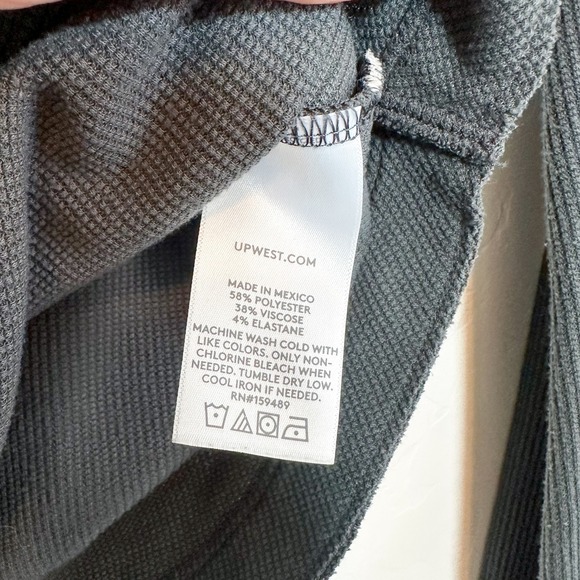 UPWEST.COM
MADE IN MEXICO
58% POLYESTER
38% VISCOSE
4% ELASTANE
MACHINE WASH COLD WITH
LIKE COLORS. ONLY NON-
CHLORINE BLEACH WHEN
NEEDED. TUMBLE DRY LOW.
COOL IRON IF NEEDED.
RN#159489